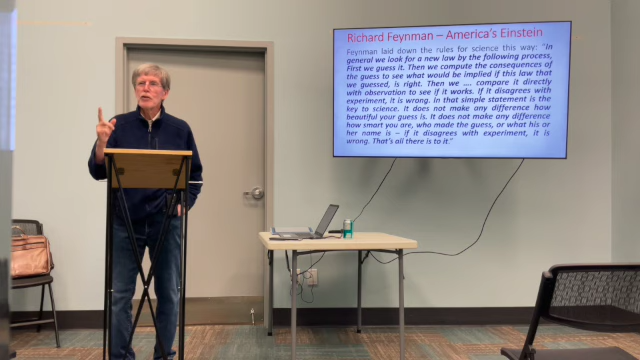 Richard Feynman – America's Einstein
Feynman laid down the rules for science this way: "In
general we look for a new law by the following process,
First we guess it. Then we compute the consequences of
the guess to see what would be implied if this law that
we guessed, is right. Then we .... compare it directly
with observation to see if it works. If it disagrees with
experiment, it is wrong. In that simple statement is the
key to science. It does not make any difference how
beautiful your guess is. It does not make any difference
how smart you are, who made the guess, or what his or
her name is – If it disagrees with experiment, it is
wrong. That's all there is to it."